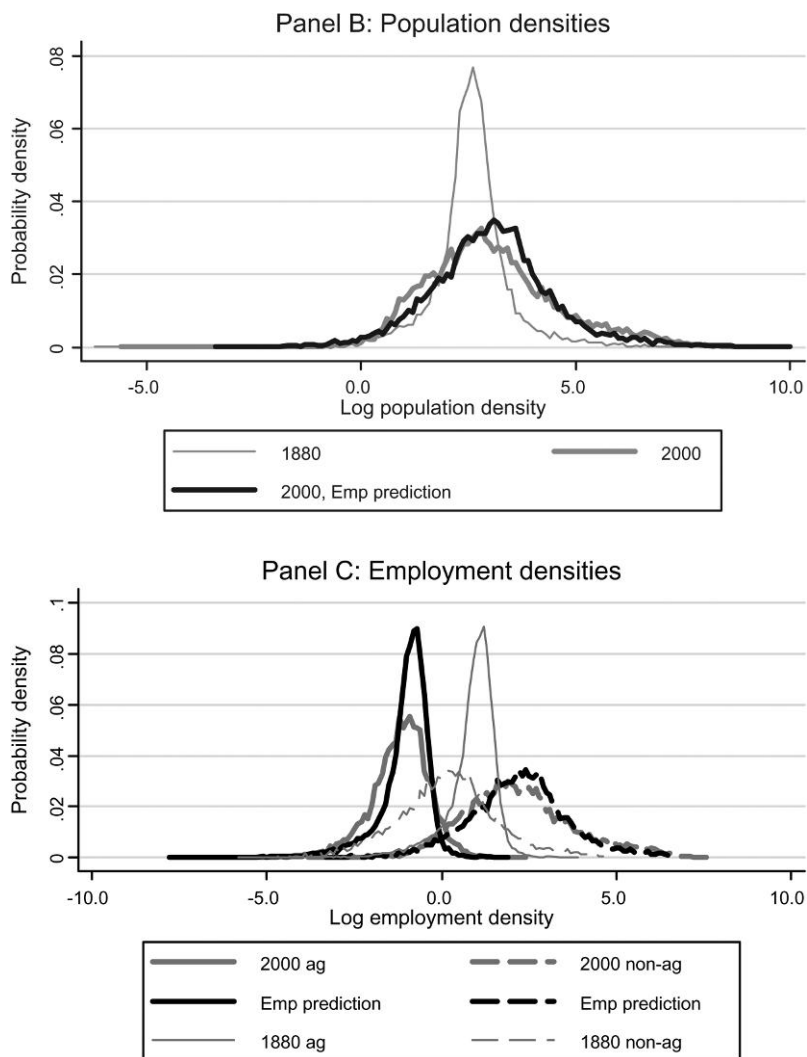 Panel B: Population densities
.08
.06
.04
.02
0
Probability density
-5.0 0.0 5.0 10.0
Log population density
1880 2000
2000, Emp prediction
Panel C: Employment densities
.1
.08
.06
.04
.02
0
Probability density
-10.0 -5.0 0.0 5.0 10.0
Log employment density
2000 ag 2000 non-ag
Emp prediction Emp prediction
1880 ag 1880 non-ag